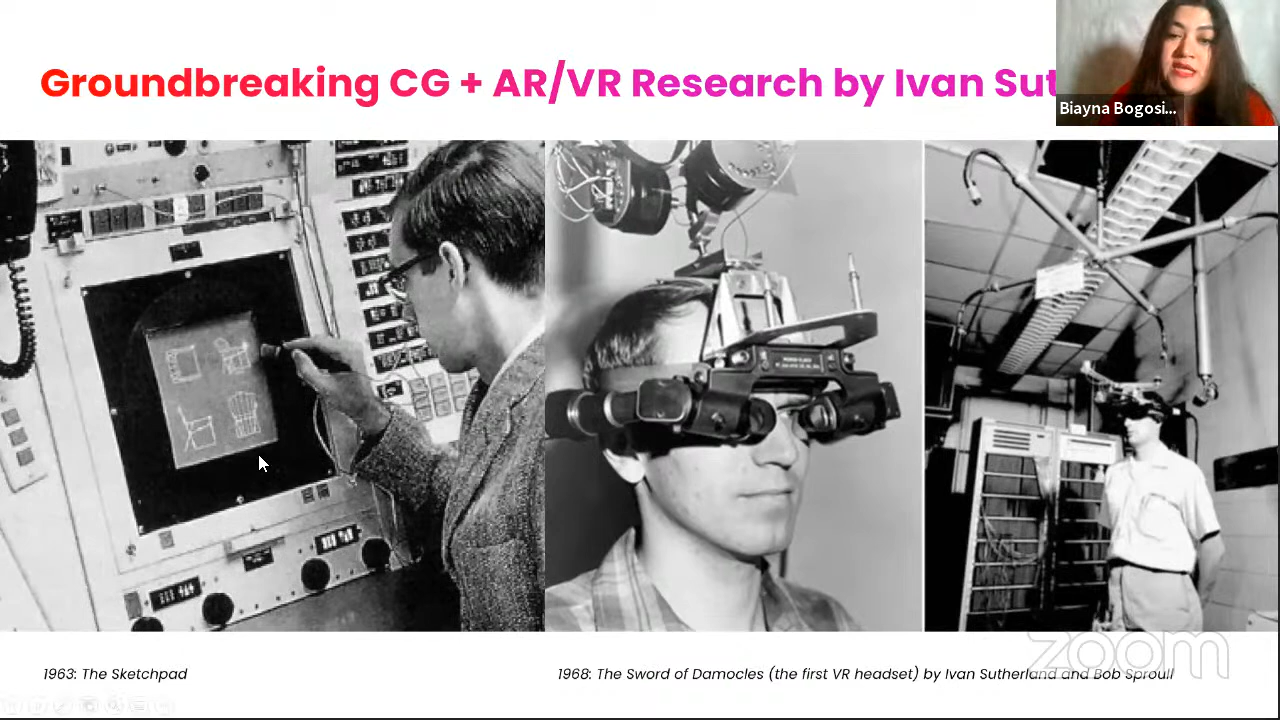 Groundbreaking CG + AR/VR Research by Ivan Sut
Biayna Bogosi...
1963: The Sketchpad
1968: The Sword of Damocles (the first VR headset) by Ivan Sutherland and Bob Sproull
zoom